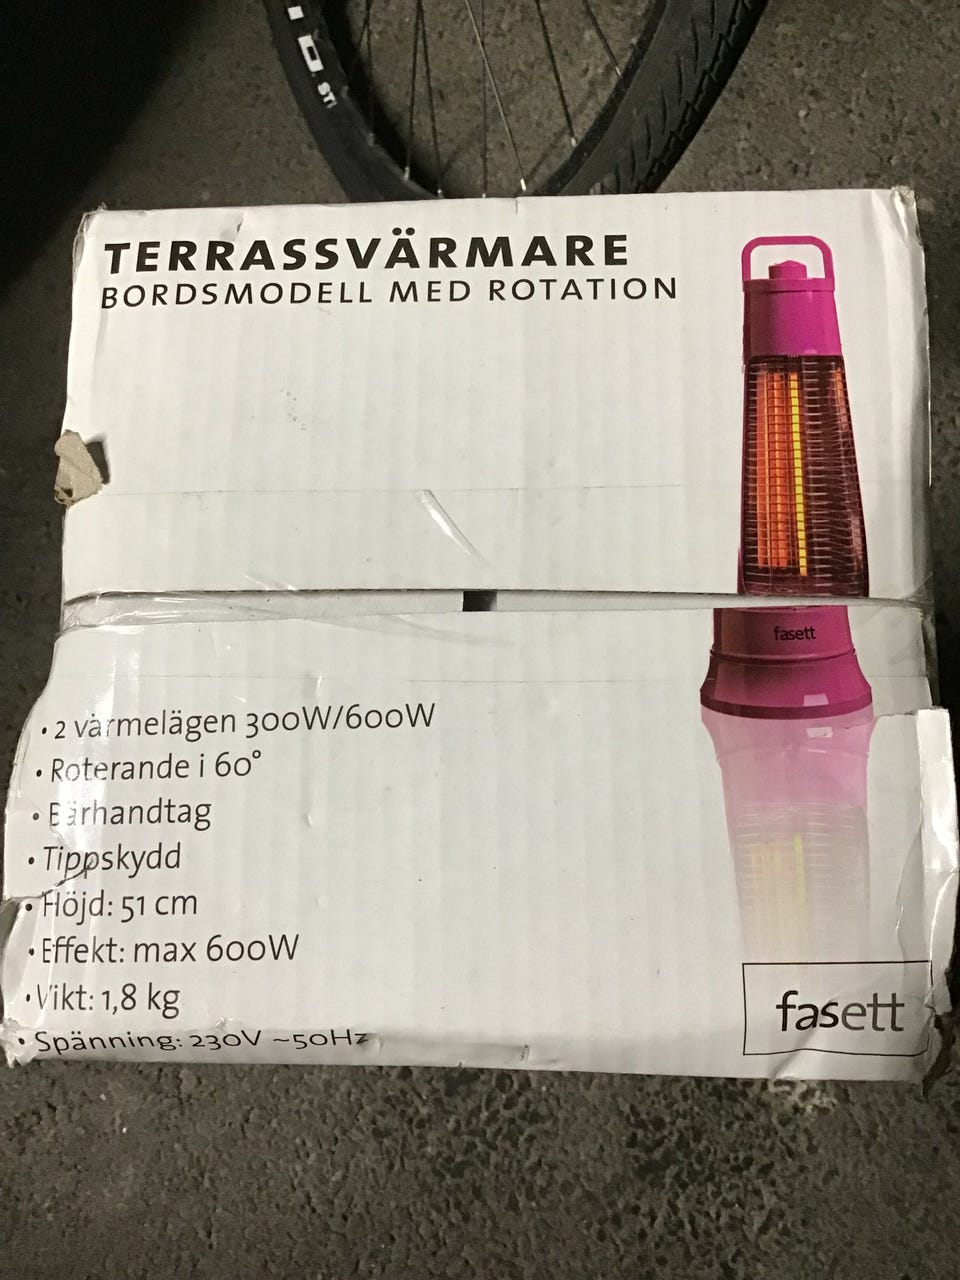 TERRASSVÄRMARE
BORDSMODELL MED ROTATION
fasett
• 2 värmelägen 300W/600W
• Roterande i 60°
• Bärhandtag
• Tippskydd
• Höjd: 51 cm
• Effekt: max 600W
• Vikt: 1,8 kg
• Spänning: 230V ~50Hz
fasett